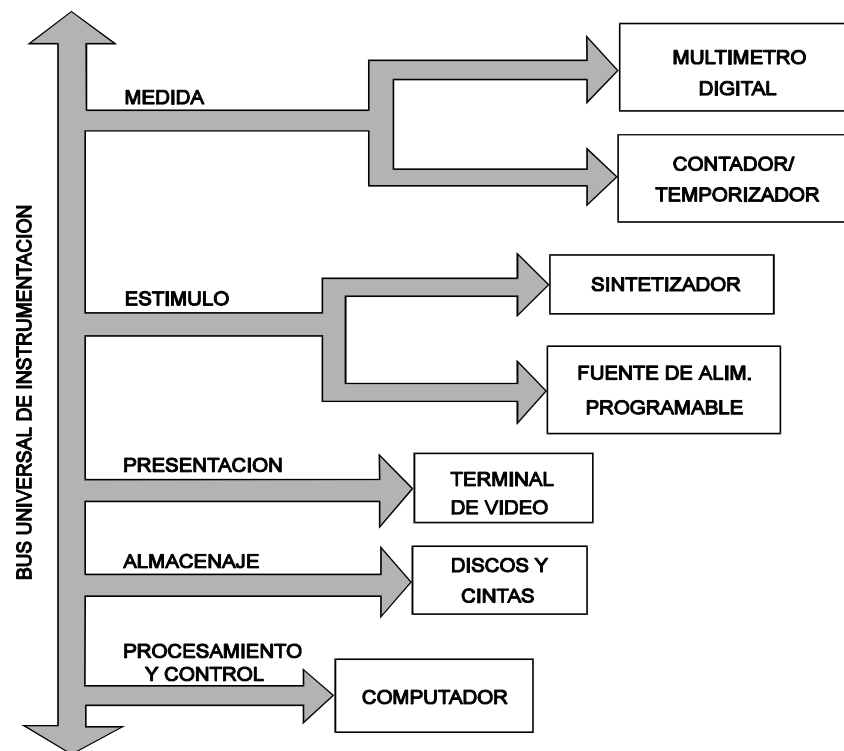 BUS UNIVERSAL DE INSTRUMENTACION
MEDIDA
MULTIMETRO
DIGITAL
CONTADOR/
TEMPORIZADOR
ESTIMULO
SINTETIZADOR
FUENTE DE ALIM.
PROGRAMABLE
PRESENTACION
TERMINAL
DE VIDEO
ALMACENAJE
DISCOS Y
CINTAS
PROCESAMIENTO
Y CONTROL
COMPUTADOR